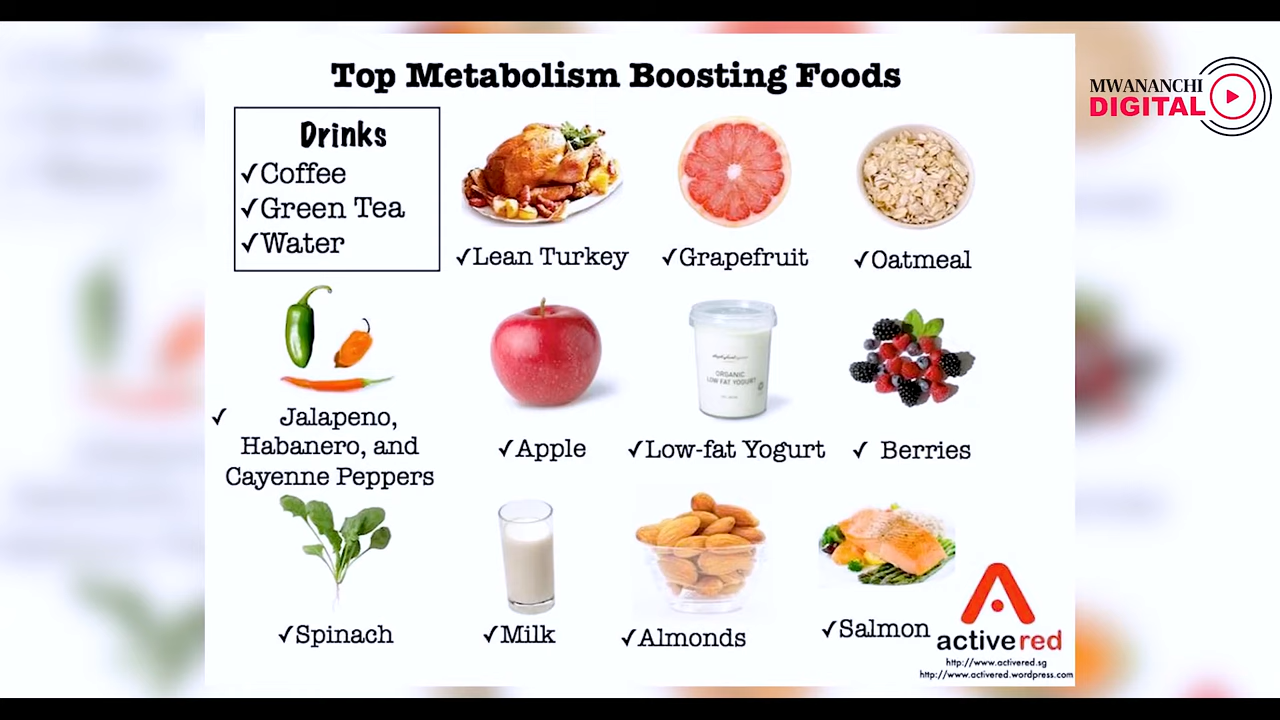 Top Metabolism Boosting Foods
MWANANCHI
DIGITAL
Drinks
✓Coffee
✓Green Tea
✓Water
✓Lean Turkey
✓Grapefruit
✓Oatmeal
✓ Jalapeno,
Habanero, and
Cayenne Peppers
✓Apple
ORGANIC
LOW FAT YOGURT
✓Low-fat Yogurt
✓ Berries
✓Spinach
✓Milk
✓Almonds
✓Salmon
activered
http://www.activered.sg
http://www.activered.wordpress.com